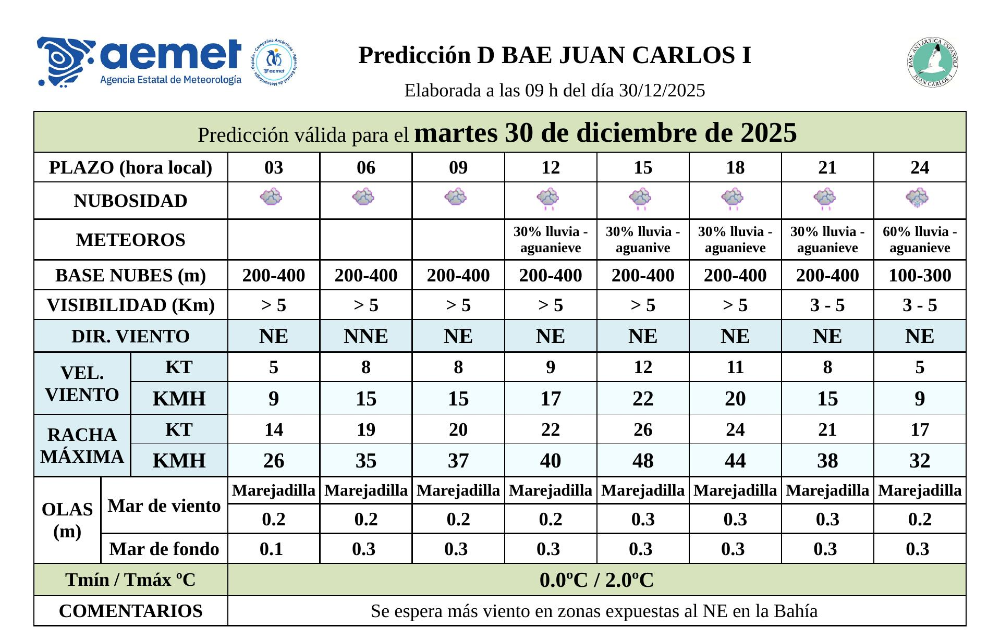 aemet
Agencia Estatal de Meteorología
Campañas Antárticas · Agencia Estatal de Meteorología · España ·
aemet
Predicción D BAE JUAN CARLOS I
Elaborada a las 09 h del día 30/12/2025
BASE ANTÁRTICA ESPAÑOLA
JUAN CARLOS I
Predicción válida para el martes 30 de diciembre de 2025
PLAZO (hora local) 03 06 09 12 15 18 21 24
NUBOSIDAD
METEOROS
30% lluvia - 30% lluvia - 30% lluvia - 30% lluvia - 60% lluvia -
aguanieve aguanive aguanieve aguanieve aguanieve
BASE NUBES (m) 200-400 200-400 200-400 200-400 200-400 200-400 200-400 100-300
VISIBILIDAD (Km) > 5 > 5 > 5 > 5 > 5 > 5 3 - 5 3 - 5
DIR. VIENTO NE NNE NE NE NE NE NE NE
VEL.
VIENTO
KT 5 8 8 9 12 11 8 5
KMH 9 15 15 17 22 20 15 9
RACHA
MÁXIMA
KT 14 19 20 22 26 24 21 17
KMH 26 35 37 40 48 44 38 32
OLAS
(m)
Mar de viento
Marejadilla Marejadilla Marejadilla Marejadilla Marejadilla Marejadilla Marejadilla Marejadilla
0.2 0.2 0.2 0.2 0.3 0.3 0.3 0.2
Mar de fondo 0.1 0.3 0.3 0.3 0.3 0.3 0.3 0.3
Tmín / Tmáx ºC 0.0ºC / 2.0ºC
COMENTARIOS Se espera más viento en zonas expuestas al NE en la Bahía